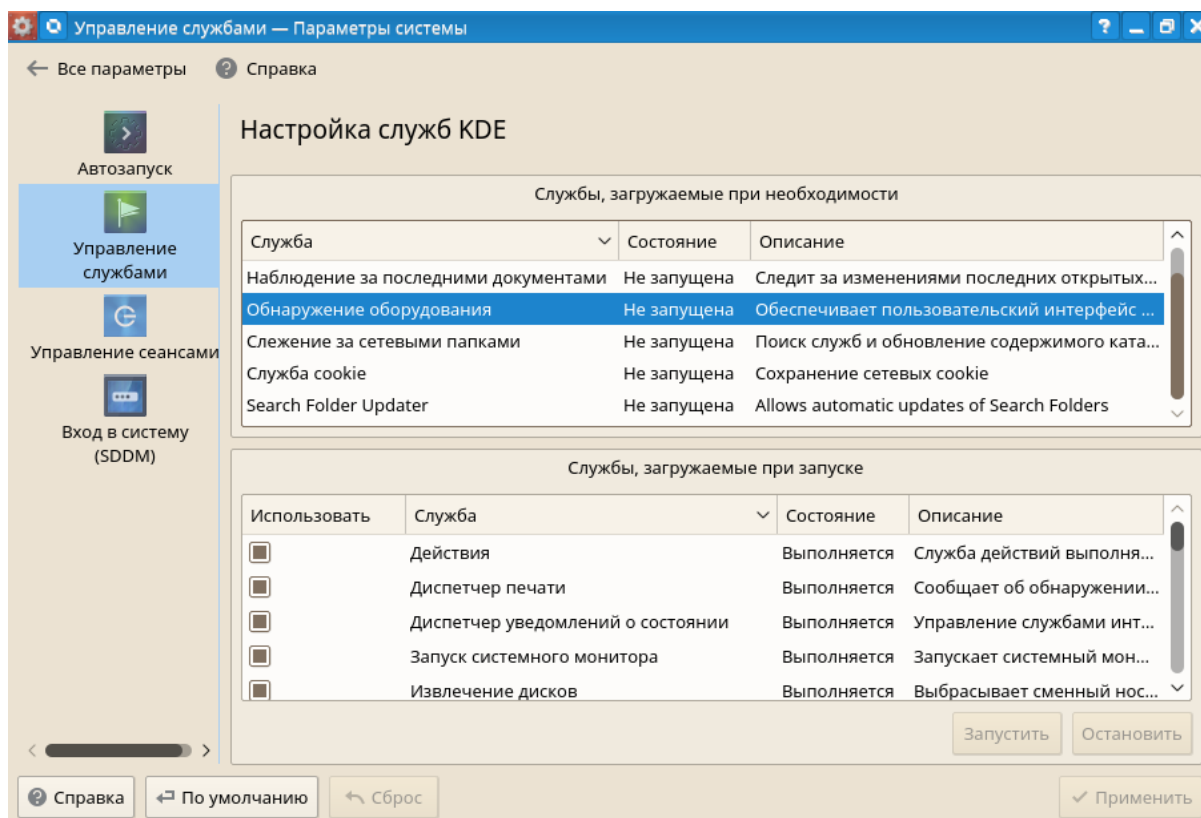 Управление службами — Параметры системы
Все параметры
Справка
Автозапуск
Управление
службами
Управление сеансами
Вход в систему
(SDDM)
Настройка служб KDE
Службы, загружаемые при необходимости
Служба Состояние Описание
Наблюдение за последними документами Не запущена Следит за изменениями последних открытых...
Обнаружение оборудования Не запущена Обеспечивает пользовательский интерфейс ...
Слежение за сетевыми папками Не запущена Поиск служб и обновление содержимого ката...
Служба cookie Не запущена Сохранение сетевых cookie
Search Folder Updater Не запущена Allows automatic updates of Search Folders
Службы, загружаемые при запуске
Использовать Служба Состояние Описание
Действия Выполняется Служба действий выполня...
Диспетчер печати Выполняется Сообщает об обнаружении...
Диспетчер уведомлений о состоянии Выполняется Управление службами инт...
Запуск системного монитора Выполняется Запускает системный мон...
Извлечение дисков Выполняется Выбрасывает сменный нос...
Запустить Остановить
Справка По умолчанию Сброс Применить